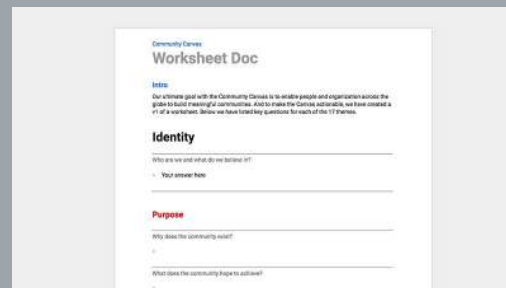 Community Canvas
Worksheet Doc
Intro
Our ultimate goal with the Community Canvas is to enable people and organization across the
globe to build meaningful communities. And to make the Canvas actionable, we have created a
v1 of a worksheet. Below we have listed key questions for each of the 17 themes.
Identity
Who are we and what do we believe in?
Your answer here
Purpose
Why does the community exist?
What does the community hope to achieve?